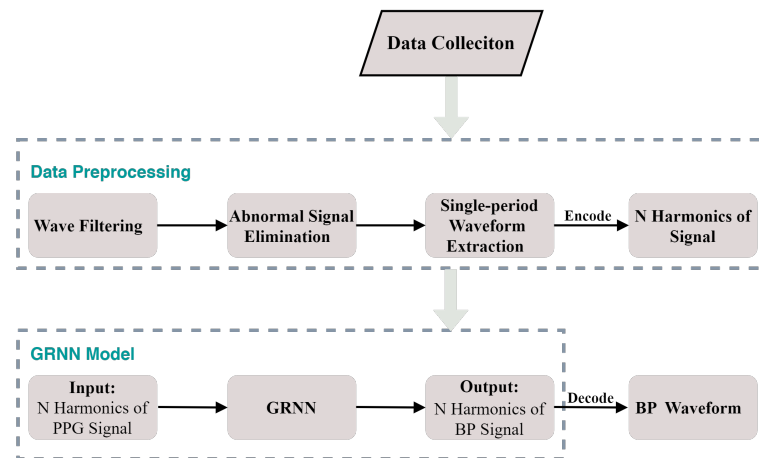 Data Colleciton
Data Preprocessing
Wave Filtering
Abnormal Signal
Elimination
Single-period
Waveform
Extraction
Encode
N Harmonics of
Signal
GRNN Model
Input:
N Harmonics of
PPG Signal
GRNN
Output:
N Harmonics of
BP Signal
Decode
BP Waveform